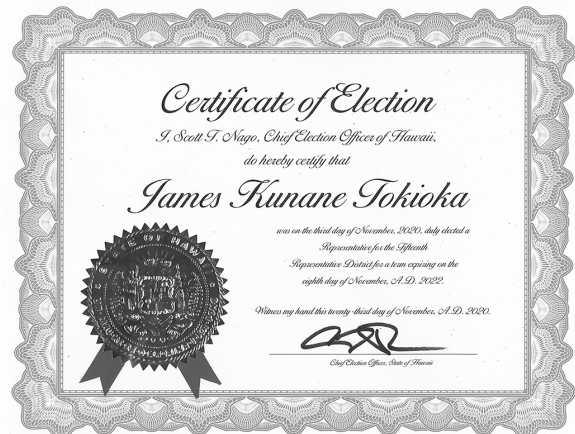 Certificate of Election
I, Scott T. Nago, Chief Election Officer of Hawaii,
do hereby certify that
James Kunane Tokioka
was on the third day of November, 2020, duly elected a
Representative for the Fifteenth
Representative District for a term expiring on the
eighth day of November, A.D. 2022.
Witness my hand this twenty-third day of November, A.D. 2020.
Chief Election Officer, State of Hawaii
STATE OF HAWAII